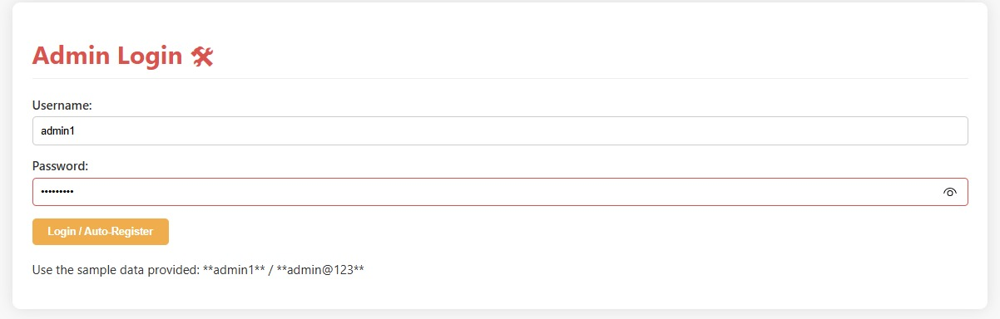 Admin Login 🛠
Username:
admin1
Password:
•••••••••
Login / Auto-Register
Use the sample data provided: **admin1** / **admin@123**